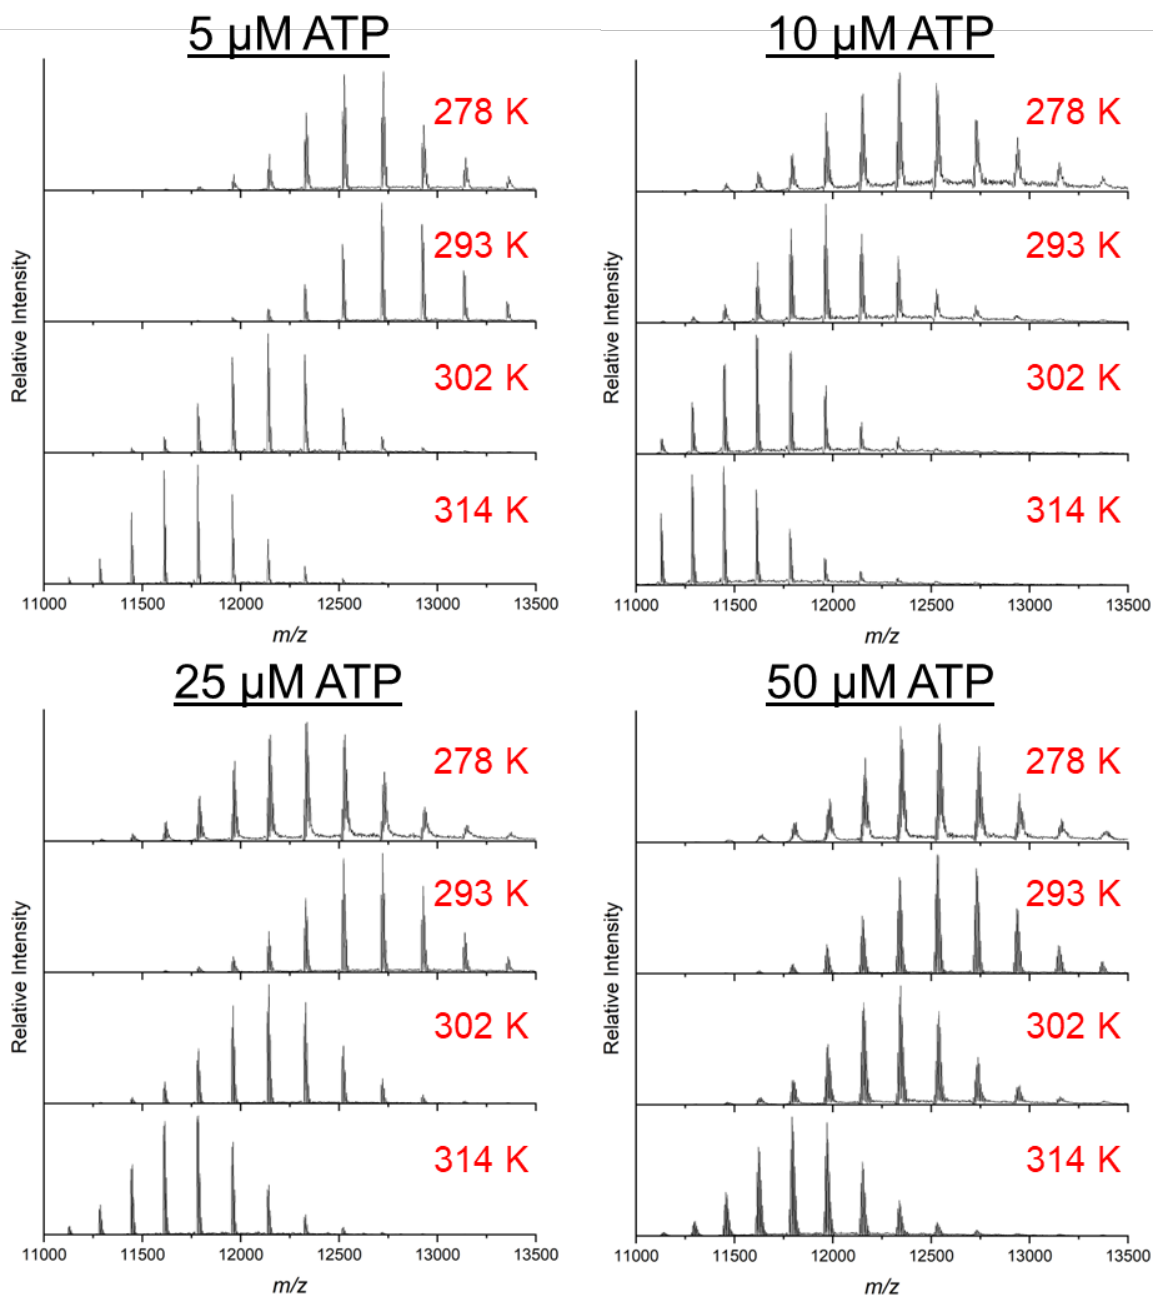 5 µM ATP
278 K
293 K
302 K
314 K
Relative Intensity
11000 11500 12000 12500 13000 13500
m/z
10 µM ATP
278 K
293 K
302 K
314 K
Relative Intensity
11000 11500 12000 12500 13000 13500
m/z
25 µM ATP
278 K
293 K
302 K
314 K
Relative Intensity
11000 11500 12000 12500 13000 13500
m/z
50 µM ATP
278 K
293 K
302 K
314 K
Relative Intensity
11000 11500 12000 12500 13000 13500
m/z